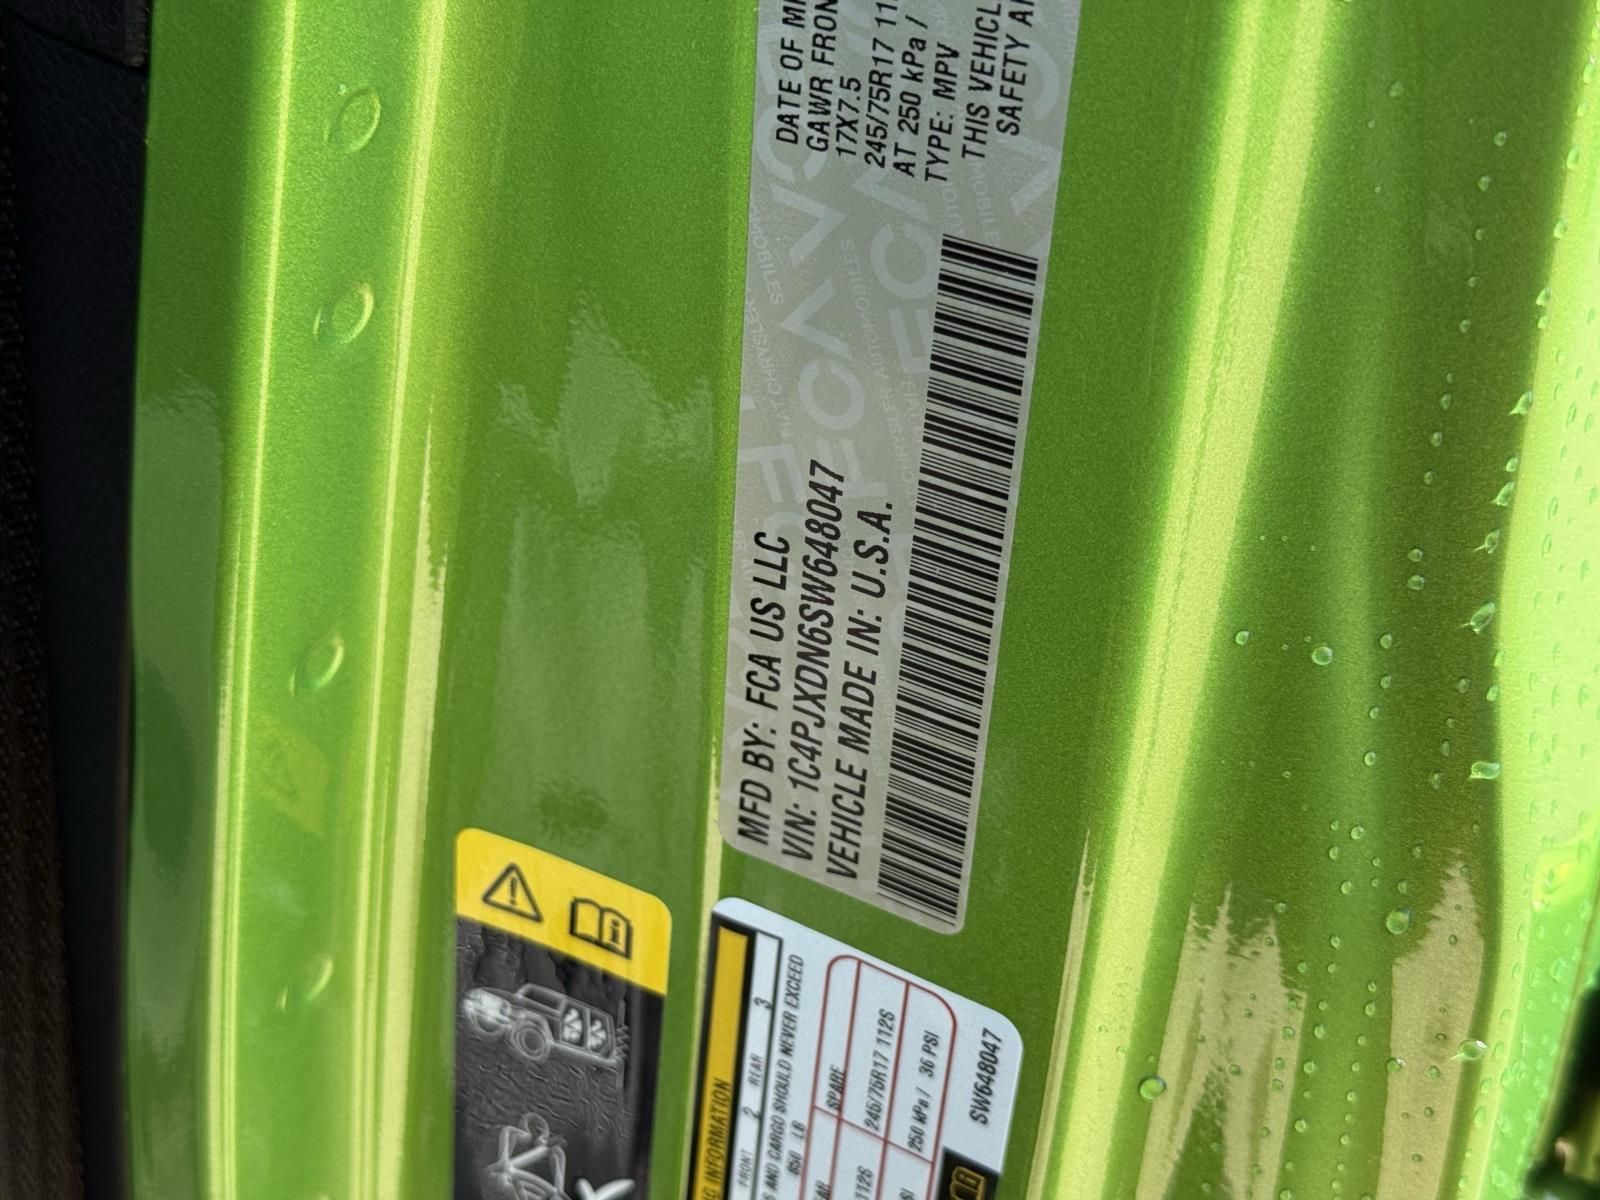 MFD BY: FCA US LLC
VIN: 1C4PJXDN6SW648047
VEHICLE MADE IN: U.S.A.
DATE OF
GAWR FRON
17X7.5
245/75R17
AT 250 kPa /
TYPE: MPV
THIS VEHICL
SAFETY
INFORMATION
FRONT 2 REAR 3
AND CARGO SHOULD NEVER EXCEED
850 LB
SPARE
112S 245/75R17 112S
250 kPa / 36 PSI
SW648047